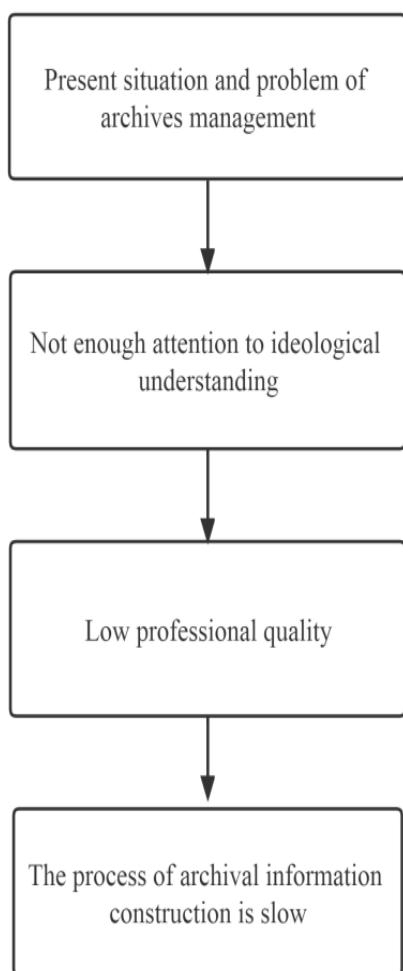 Present situation and problem of
archives management
Not enough attention to ideological
understanding
Low professional quality
The process of archival information
construction is slow